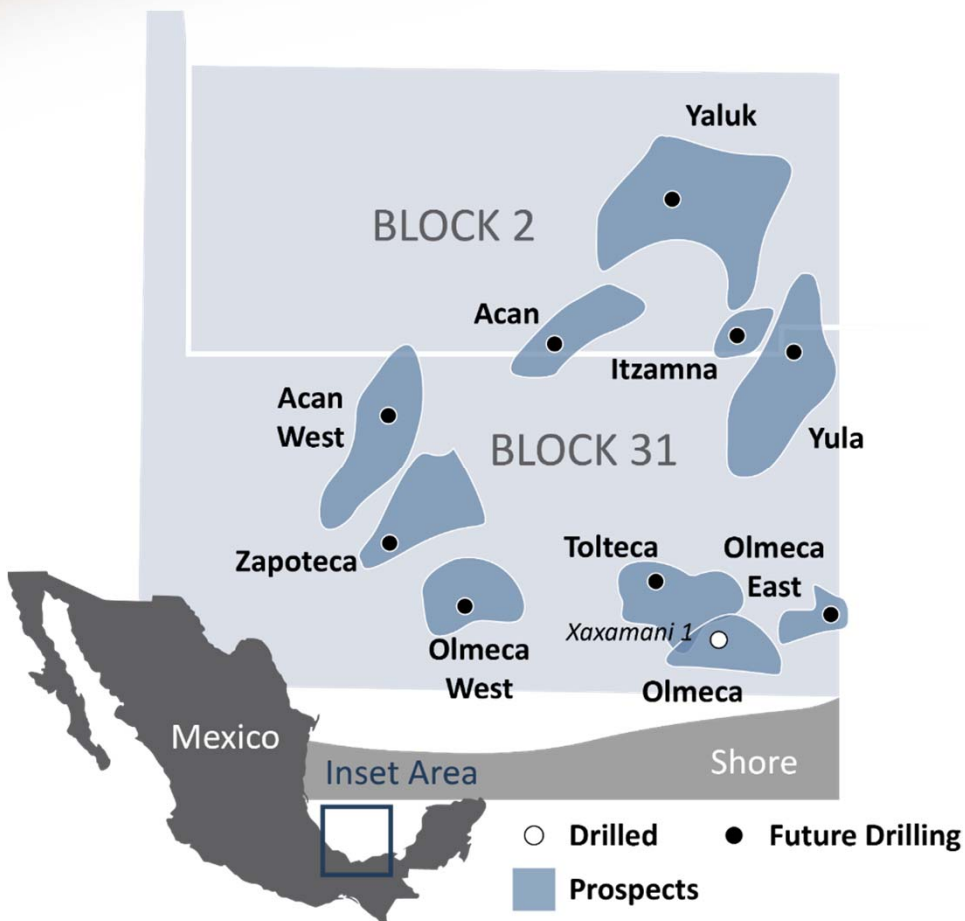 Yaluk
BLOCK 2
Acan
Itzamna
Acan
West
BLOCK 31
Yula
Zapoteca
Tolteca
Olmeca
East
Xaxamani 1
Olmeca
West
Olmeca
Mexico
Inset Area
Shore
Drilled
Future Drilling
Prospects